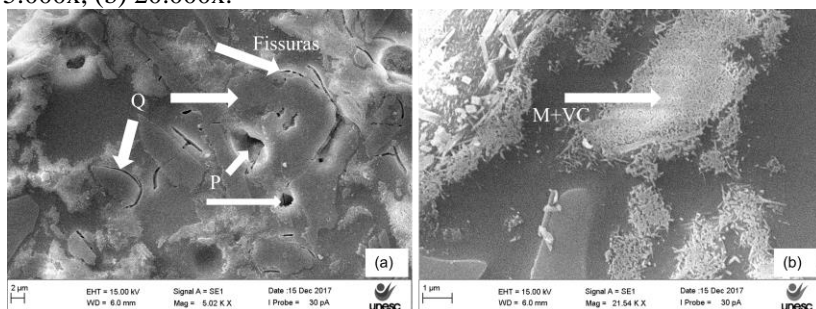 5.000x; (b) 20.000x.
Fissuras
Q
P
(a)
2 µm
EHT = 15.00 kV
WD = 6.0 mm
Signal A = SE1
Mag = 5.02 K X
Date :15 Dec 2017
I Probe = 30 pA
unesc
M+VC
(b)
1 µm
EHT = 15.00 kV
WD = 6.0 mm
Signal A = SE1
Mag = 21.54 K X
Date :15 Dec 2017
I Probe = 30 pA
unesc